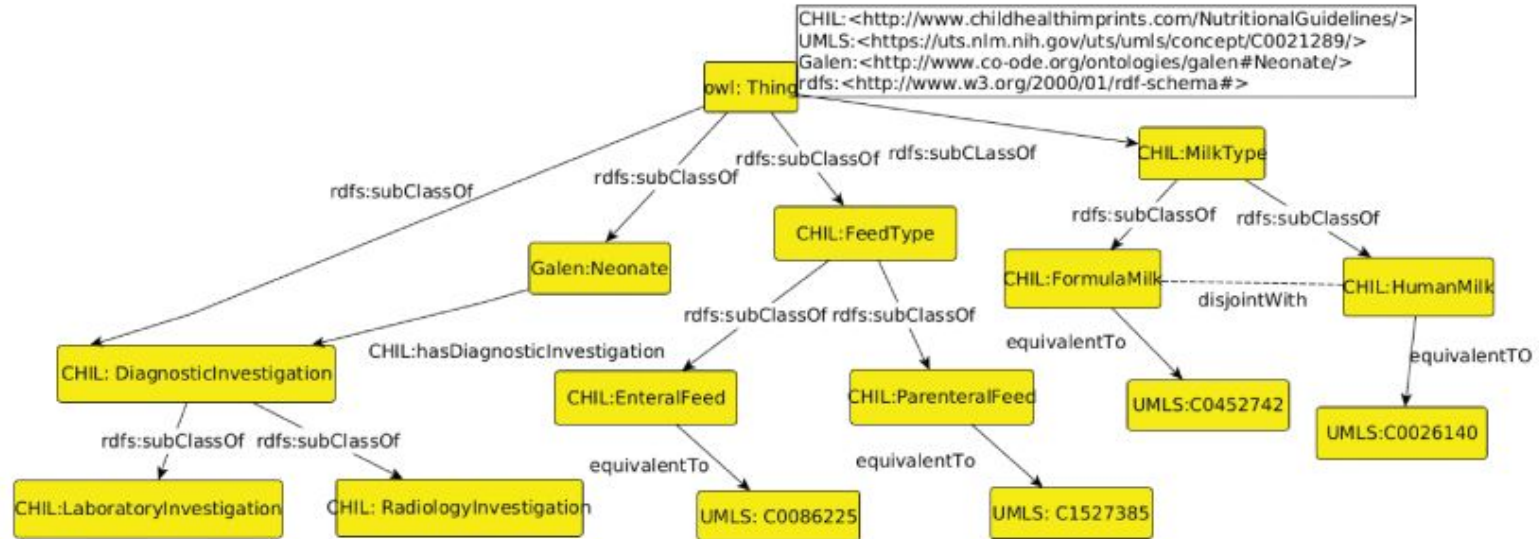 CHIL:<http://www.childhealthimprints.com/NutritionalGuidelines/>
UMLS:<https://uts.nlm.nih.gov/uts/umls/concept/C0021289/>
Galen:<http://www.co-ode.org/ontologies/galen#Neonate/>
rdfs:<http://www.w3.org/2000/01/rdf-schema#>
owl: Thing
CHIL:MilkType
rdfs:subClassOf
rdfs:subClassOf
rdfs:subClassOf
rdfs:subCLassOf
rdfs:subClassOf
rdfs:subClassOf
CHIL:FeedType
Galen:Neonate
CHIL:FormulaMilk
disjointWith
CHIL:HumanMilk
rdfs:subClassOf
rdfs:subClassOf
equivalentTo
equivalentTO
CHIL:hasDiagnosticInvestigation
CHIL: DiagnosticInvestigation
CHIL:EnteralFeed
CHIL:ParenteralFeed
UMLS:C0452742
UMLS:C0026140
rdfs:subClassOf
rdfs:subClassOf
equivalentTo
equivalentTo
CHIL:LaboratoryInvestigation
CHIL: RadiologyInvestigation
UMLS: C0086225
UMLS: C1527385